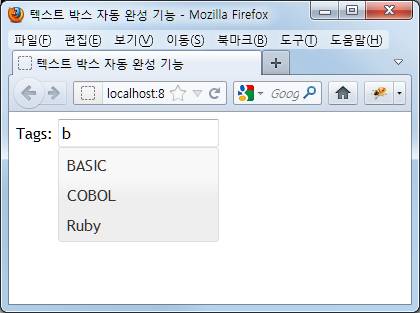 텍스트 박스 자동 완성 기능 - Mozilla Firefox
파일(F) 편집(E) 보기(V) 이동(S) 북마크(B) 도구(T) 도움말(H)
텍스트 박스 자동 완성 기능
localhost:8 Goog
Tags: b
BASIC
COBOL
Ruby